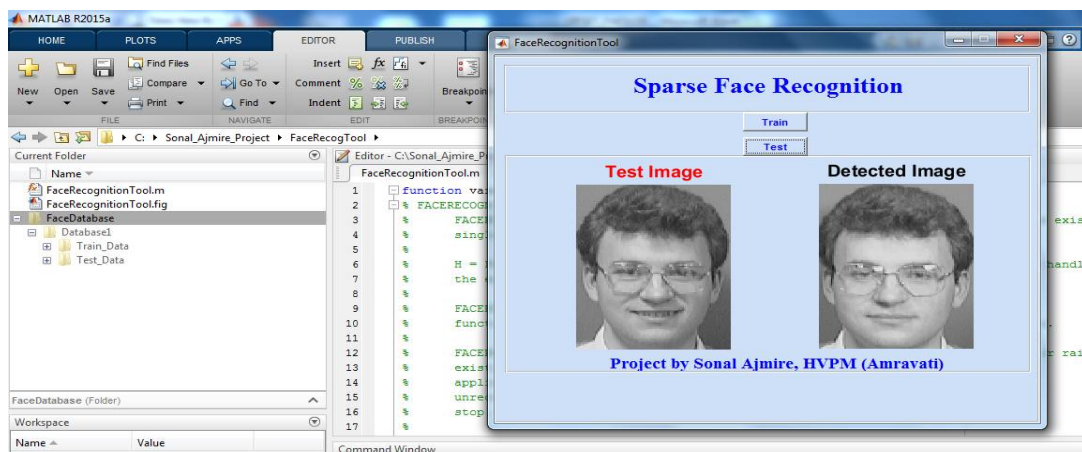 MATLAB R2015a
HOME PLOTS APPS EDITOR PUBLISH
New Open Save
Find Files
Compare
Print
Go To
Find
Insert fx
Comment
Indent
Breakpoin
FILE NAVIGATE EDIT BREAKPOIN
C: Sonal_Ajmire_Project FaceRecogTool
Current Folder
Name
FaceRecognitionTool.m
FaceRecognitionTool.fig
FaceDatabase
Database1
Train_Data
Test_Data
FaceDatabase (Folder)
Workspace
Name Value
Editor - C:\Sonal_Ajmire_P
FaceRecognitionTool.m
1 function va
2 % FACERECOG
3 % FACE
4 % sing
5 %
6 % H =
7 % the
8 %
9 % FACE
10 % func
11 %
12 % FACE
13 % exis
14 % appl
15 % unre
16 % stop
17 %
exis
handl
rai
Command Window
FaceRecognitionTool
Sparse Face Recognition
Train
Test
Test Image Detected Image
Project by Sonal Ajmire, HVPM (Amravati)